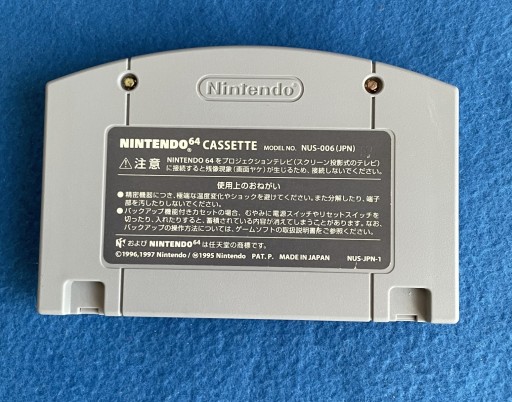 Nintendo
NINTENDO 64 CASSETTE MODEL NO. NUS-006(JPN)
⚠注意 NINTENDO 64 をプロジェクションテレビ(スクリーン投影式のテレビ)
に接続すると残像現象(画面ヤケ)が生じるため、接続しないでください。
使用上のおねがい
●精密機器につき、極端な温度変化やショックを避けてください。また分解したり、端子
部を汚したりしないでください。
●バックアップ機能付きカセットの場合、むやみに電源スイッチやリセットスイッチを
切ったり、入れたりすると、蓄積されている内容が消えてしまうことがあります。なお、
バックアップの操作方法については、ゲームソフトの取扱説明書をご参照ください。
および NINTENDO 64 は任天堂の商標です。
©1996,1997 Nintendo/Ⓜ1995 Nintendo PAT. P. MADE IN JAPAN NUS-JPN-1